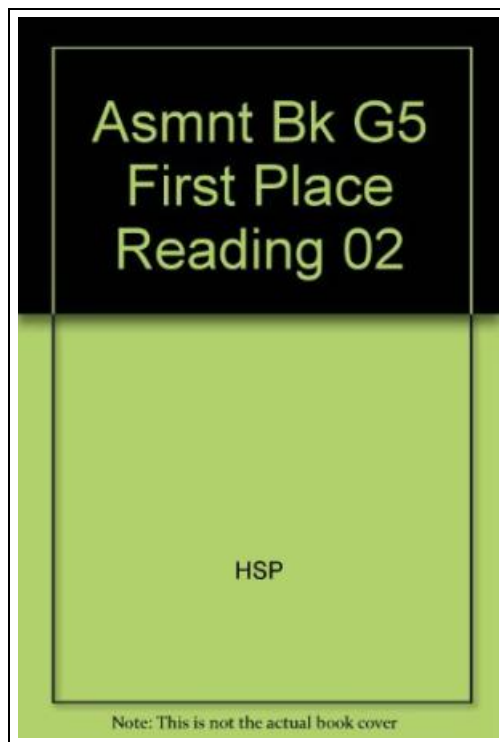 Asmnt Bk G5
First Place
Reading 02
HSP
Note: This is not the actual book cover